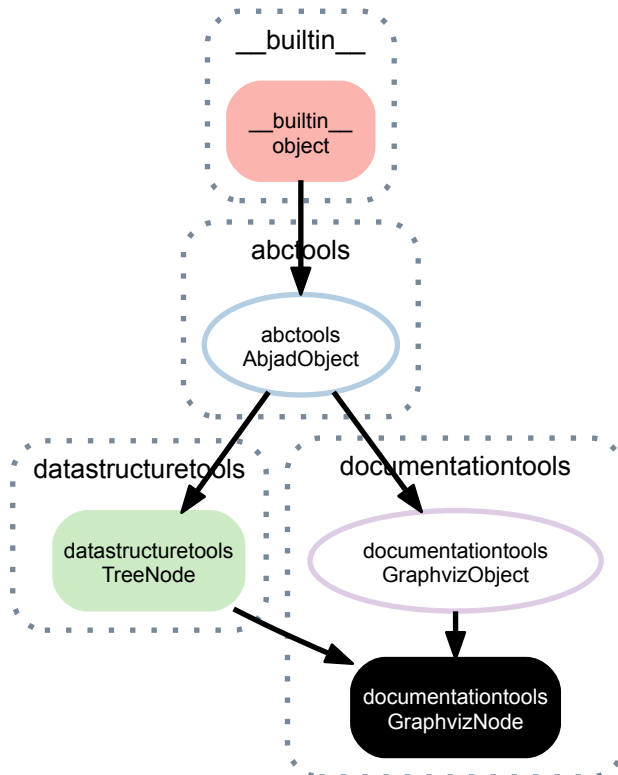 __builtin__
__builtin__
object
abctools
abctools
AbjadObject
datastructuretools
documentationtools
datastructuretools
TreeNode
documentationtools
GraphvizObject
documentationtools
GraphvizNode